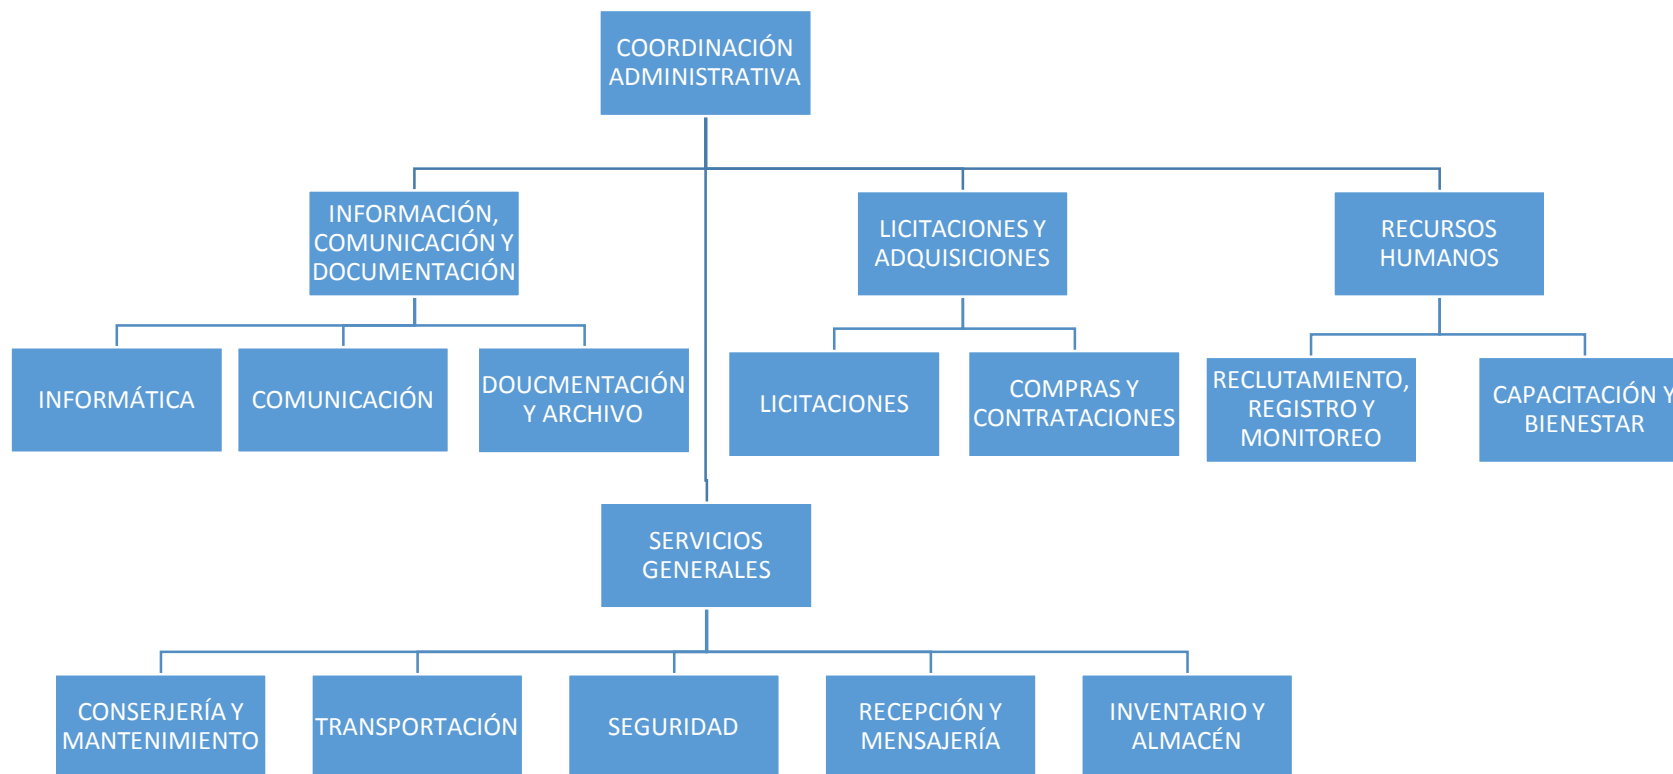 COORDINACIÓN
ADMINISTRATIVA
INFORMACIÓN,
COMUNICACIÓN Y
DOCUMENTACIÓN
LICITACIONES Y
ADQUISICIONES
RECURSOS
HUMANOS
INFORMÁTICA
COMUNICACIÓN
DOUCMENTACIÓN
Y ARCHIVO
LICITACIONES
COMPRAS Y
CONTRATACIONES
RECLUTAMIENTO,
REGISTRO Y
MONITOREO
CAPACITACIÓN Y
BIENESTAR
SERVICIOS
GENERALES
CONSERJERÍA Y
MANTENIMIENTO
TRANSPORTACIÓN
SEGURIDAD
RECEPCIÓN Y
MENSAJERÍA
INVENTARIO Y
ALMACÉN